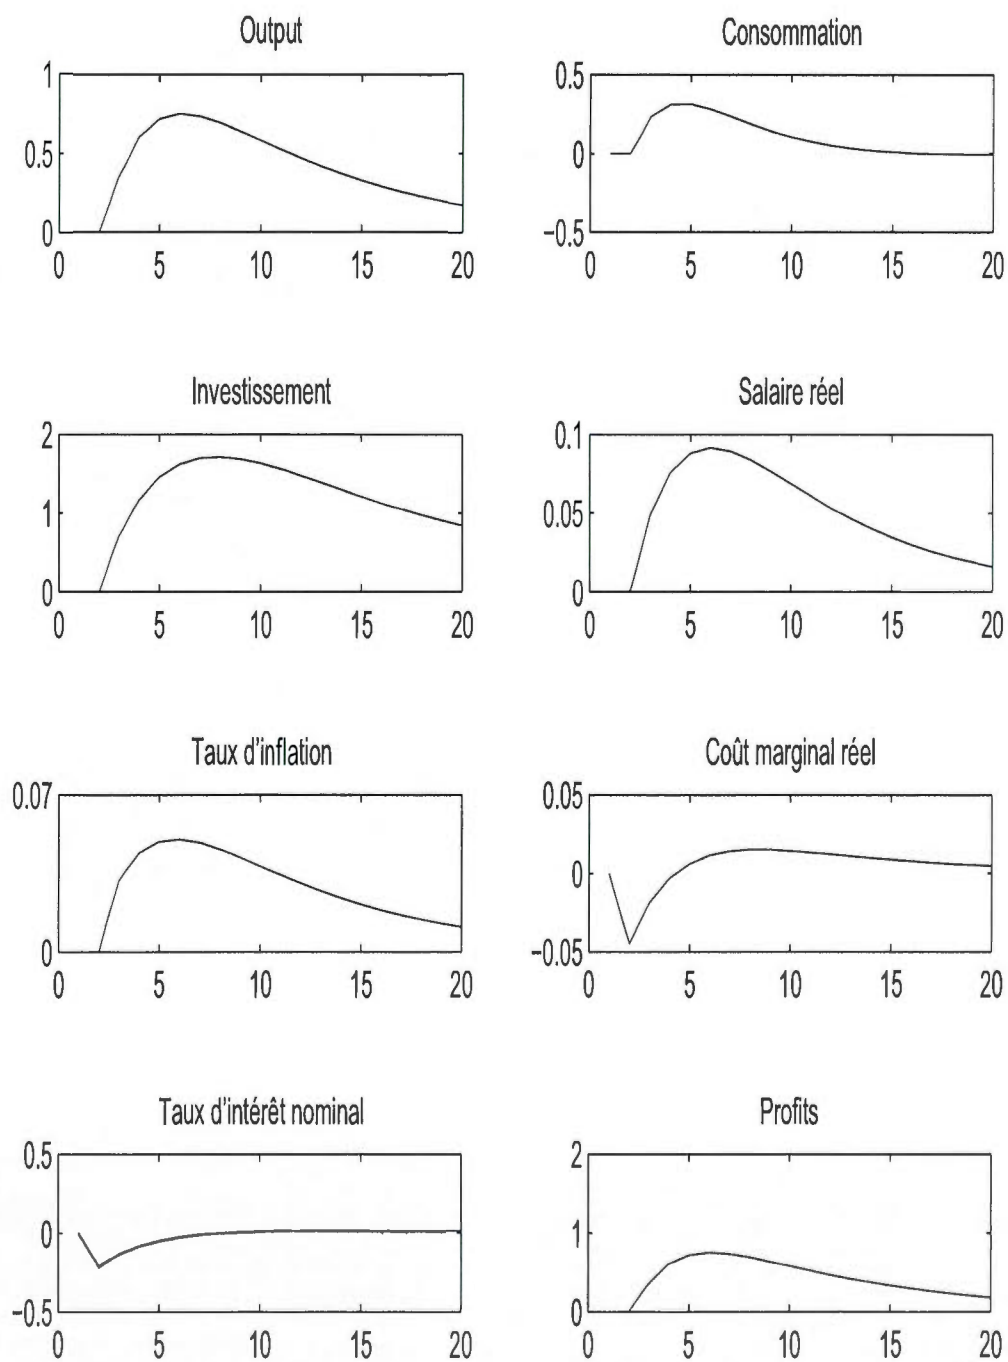 Output
1
0.5
0
0 5 10 15 20
Consommation
0.5
0
−0.5
0 5 10 15 20
Investissement
2
1
0
0 5 10 15 20
Salaire réel
0.1
0.05
0
0 5 10 15 20
Taux d'inflation
0.07
0
0 5 10 15 20
Coût marginal réel
0.05
0
−0.05
0 5 10 15 20
Taux d'intérêt nominal
0.5
0
−0.5
0 5 10 15 20
Profits
2
1
0
0 5 10 15 20